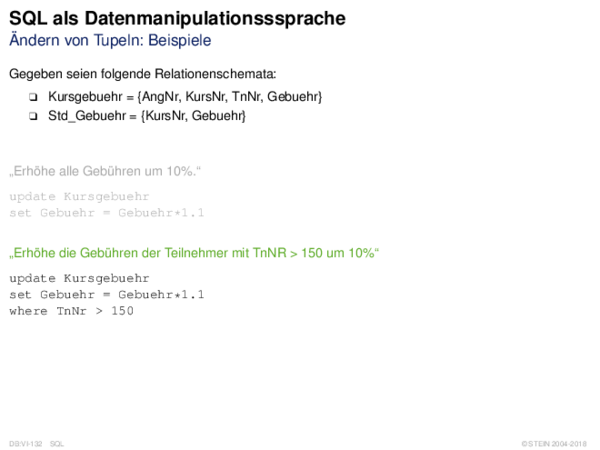 SQL als Datenmanipulationsssprache
Ändern von Tupeln: Beispiele
Gegeben seien folgende Relationenschemata:
❑ Kursgebuehr = {AngNr, KursNr, TnNr, Gebuehr}
❑ Std_Gebuehr = {KursNr, Gebuehr}
„Erhöhe alle Gebühren um 10%.“
update Kursgebuehr
set Gebuehr = Gebuehr*1.1
„Erhöhe die Gebühren der Teilnehmer mit TnNR > 150 um 10%“
update Kursgebuehr
set Gebuehr = Gebuehr*1.1
where TnNr > 150
DB:VI-132 SQL © STEIN 2004-2018